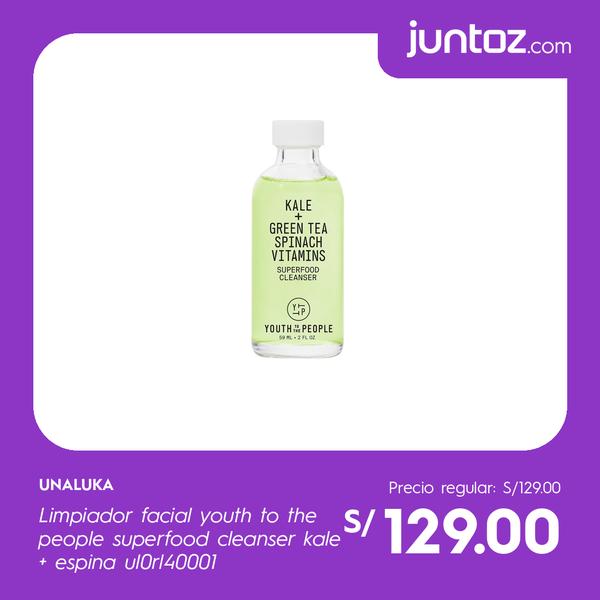 juntoz.com
KALE
+
GREEN TEA
SPINACH
VITAMINS
SUPERFOOD
CLEANSER
Y T T P
YOUTH TO THE PEOPLE
59 ML • 2 FL OZ
UNALUKA
Limpiador facial youth to the
people superfood cleanser kale
+ espina ul0rl40001
Precio regular: S/129.00
S/ 129.00